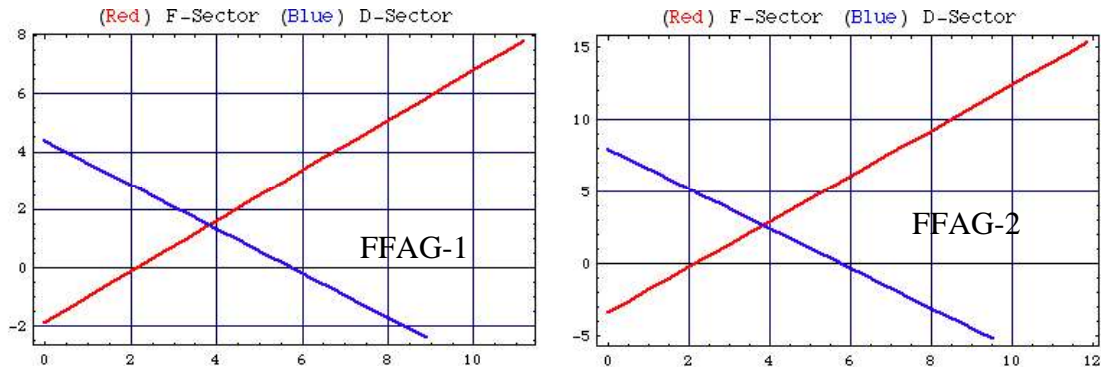 (Red) F-Sector (Blue) D-Sector
8
6
4
2
0
-2
0 2 4 6 8 10
FFAG-1
(Red) F-Sector (Blue) D-Sector
15
10
5
0
-5
0 2 4 6 8 10 12
FFAG-2